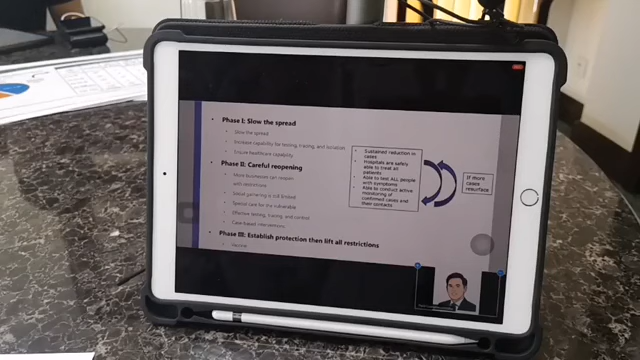 Phase I: Slow the spread
Slow the spread
Increase capability for testing, tracing, and isolation
Ensure healthcare capability
Phase II: Careful reopening
More businesses can reopen
with restrictions
Social gathering is still limited
Special care for the vulnerable
Effective testing, tracing, and control
Case-based interventions
Phase III: Establish protection then lift all restrictions
Vaccine
Sustained reduction in
cases
Hospitals are safely
able to treat all
patients
Able to test ALL people
with symptoms
Able to conduct active
monitoring of
confirmed cases and
their contacts
If more
cases
resurface